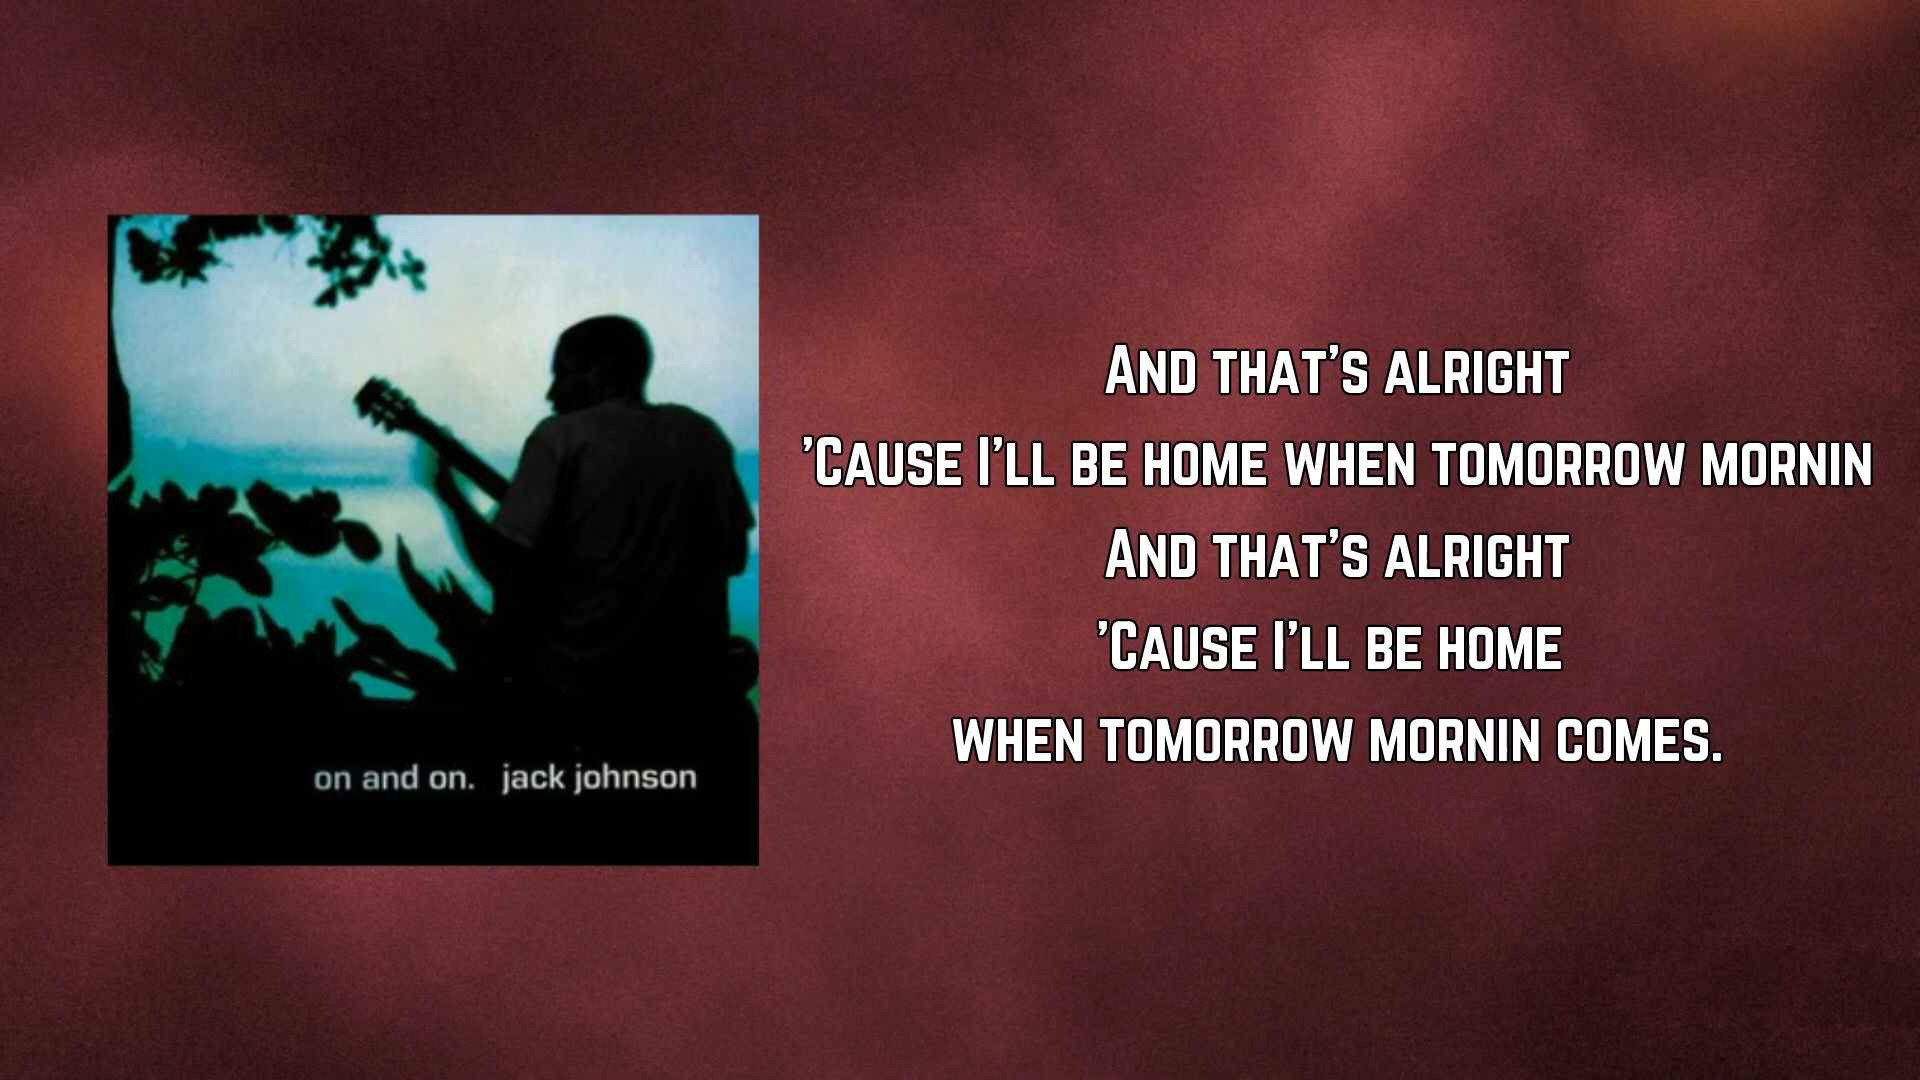 on and on. jack johnson
And that's alright
'Cause I'll be home when tomorrow mornin
And that's alright
'Cause I'll be home
when tomorrow mornin comes.